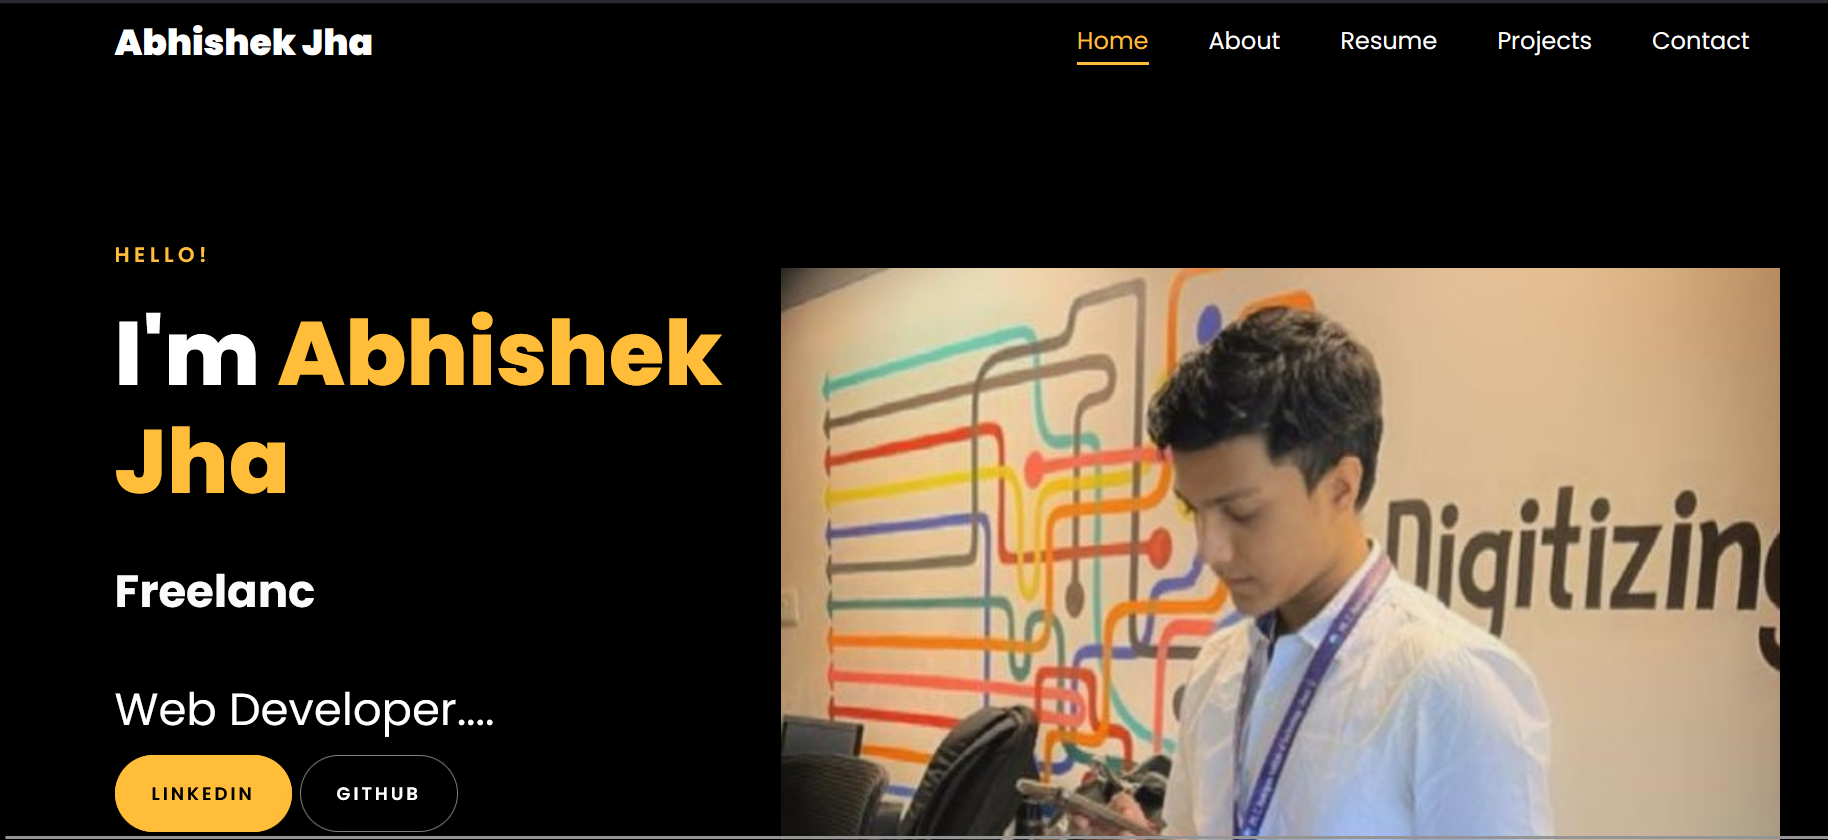 Abhishek Jha
Home About Resume Projects Contact
HELLO!
I'm Abhishek
Jha
Freelanc
Web Developer....
LINKEDIN GITHUB
Digitizing